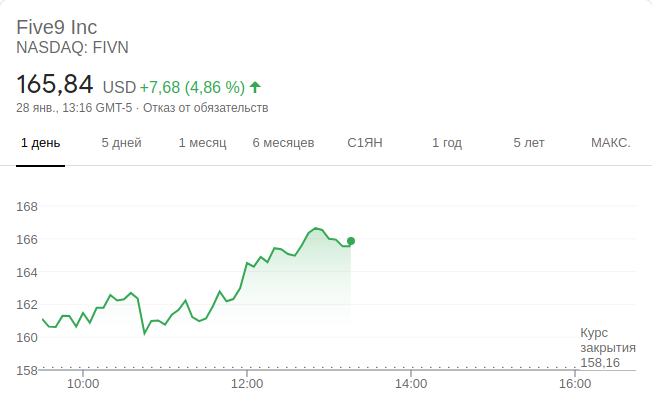 Five9 Inc
NASDAQ: FIVN
165,84 USD +7,68 (4,86 %)
28 янв., 13:16 GMT-5 · Отказ от обязательств
1 день 5 дней 1 месяц 6 месяцев С1ЯН 1 год 5 лет МАКС.
168
166
164
162
160
Курс
закрытия
158,16
158
10:00 12:00 14:00 16:00